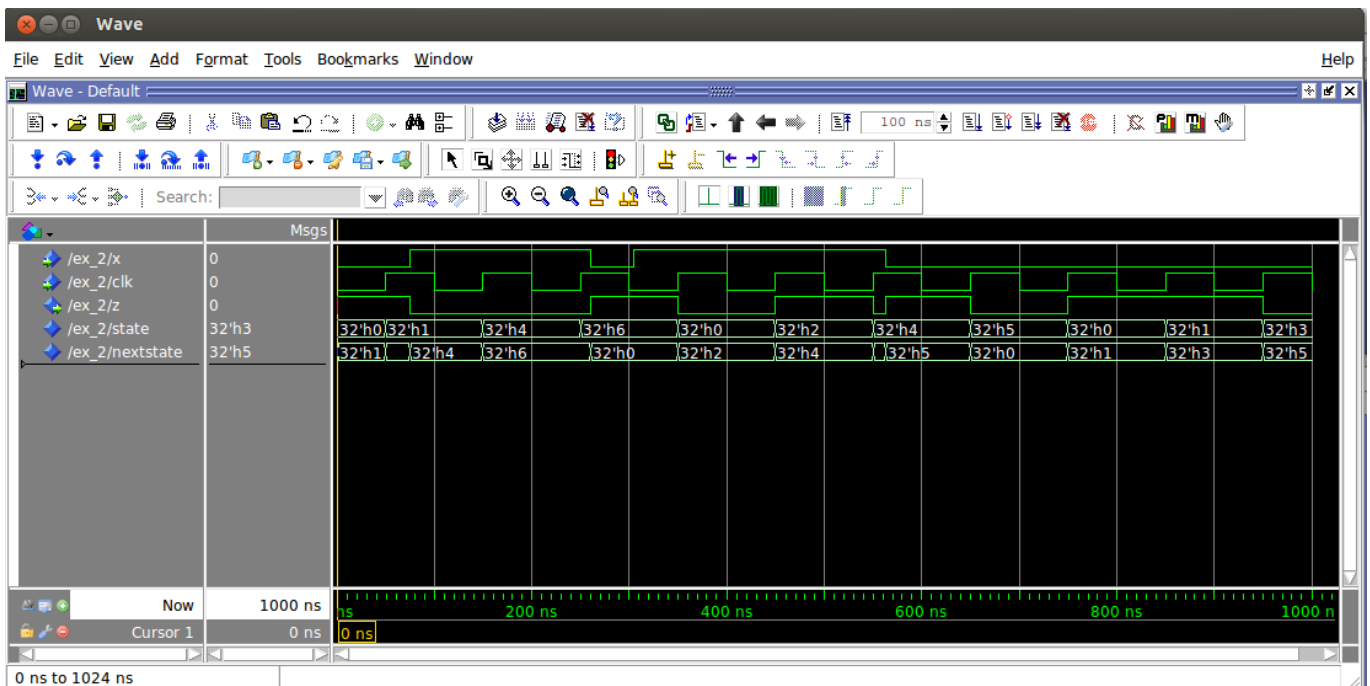 Wave
File Edit View Add Format Tools Bookmarks Window Help
Wave - Default
100 ns
Search:
Msgs
/ex_2/x 0
/ex_2/clk 0
/ex_2/z 0
/ex_2/state 32'h3 32'h0 32'h1 32'h4 32'h6 32'h0 32'h2 32'h4 32'h5 32'h0 32'h1 32'h3
/ex_2/nextstate 32'h5 32'h1 32'h4 32'h6 32'h0 32'h2 32'h4 32'h5 32'h0 32'h1 32'h3 32'h5
Now 1000 ns ns 200 ns 400 ns 600 ns 800 ns 1000 n
Cursor 1 0 ns 0 ns
0 ns to 1024 ns